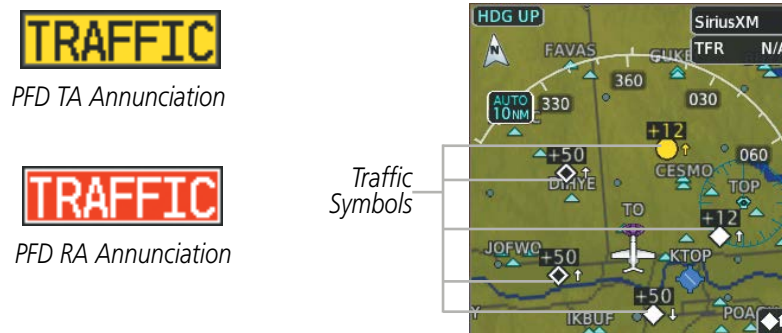 TRAFFIC
PFD TA Annunciation
TRAFFIC
PFD RA Annunciation
Traffic
Symbols
HDG UP
SiriusXM
TFR N/A
N
FAVAS
360
030
AUTO
10NM
330
+12
060
+50
CESMO
TOP
+12
TO
JOFWO
+50
KTOP
+50
IKBUF